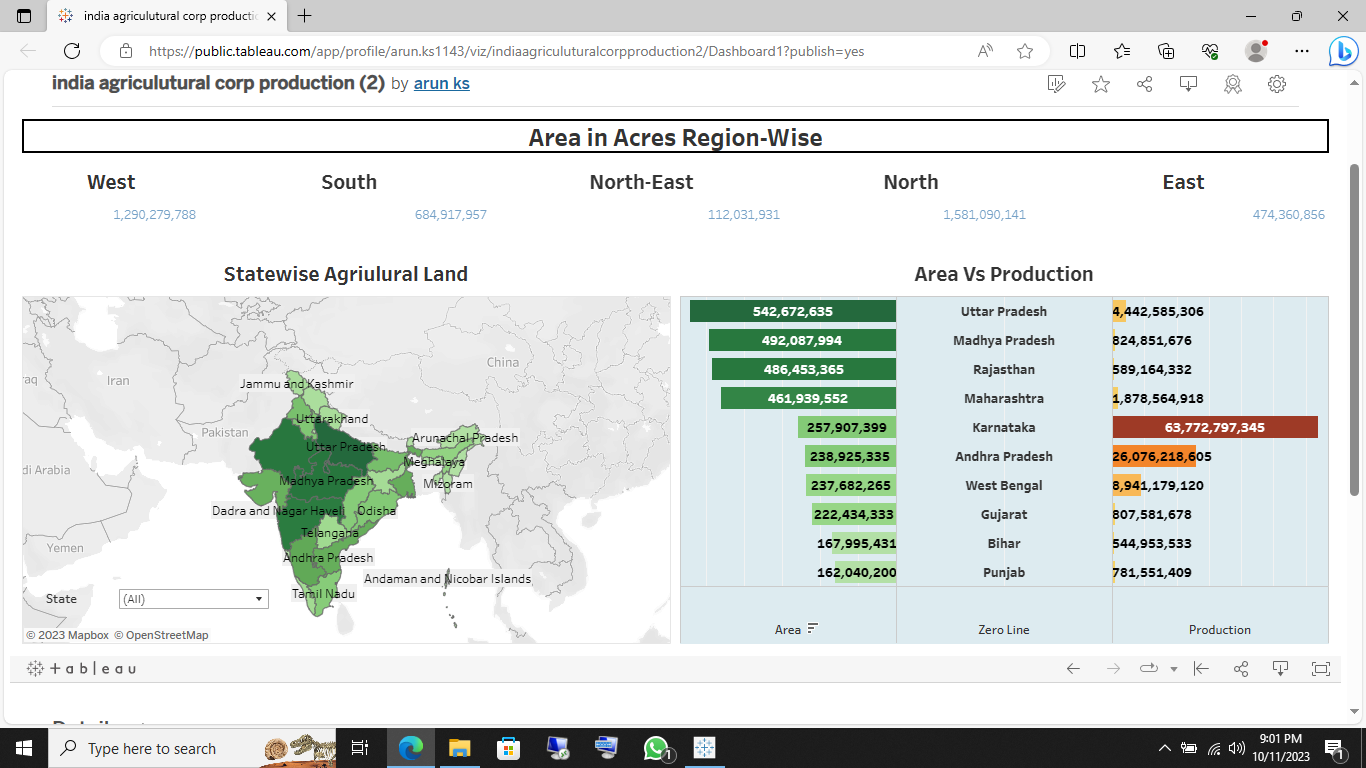 india agriculutural corp producti
https://public.tableau.com/app/profile/arun.ks1143/viz/indiaagriculuturalcorpproduction2/Dashboard1?publish=yes
india agriculutural corp production (2) by arun ks
Area in Acres Region-Wise
West South North-East North East
1,290,279,788 684,917,957 112,031,931 1,581,090,141 474,360,856
Statewise Agriulural Land
Area Vs Production
China
Iran
aq
Pakistan
di Arabia
Yemen
Jammu and Kashmir
Uttarakhand
Uttar Pradesh
Arunachal Pradesh
Meghalaya
Madhya Pradesh
Mizoram
Dadra and Nagar Haveli
Odisha
Telangana
Andhra Pradesh
Andaman and Nicobar Islands
Tamil Nadu
State (All)
© 2023 Mapbox © OpenStreetMap
542,672,635 Uttar Pradesh 4,442,585,306
492,087,994 Madhya Pradesh 824,851,676
486,453,365 Rajasthan 589,164,332
461,939,552 Maharashtra 1,878,564,918
257,907,399 Karnataka 63,772,797,345
238,925,335 Andhra Pradesh 26,076,218,605
237,682,265 West Bengal 8,941,179,120
222,434,333 Gujarat 807,581,678
167,995,431 Bihar 544,953,533
162,040,200 Punjab 781,551,409
Area Zero Line Production
+ a b | e a u
Type here to search
1
9:01 PM
10/11/2023
1